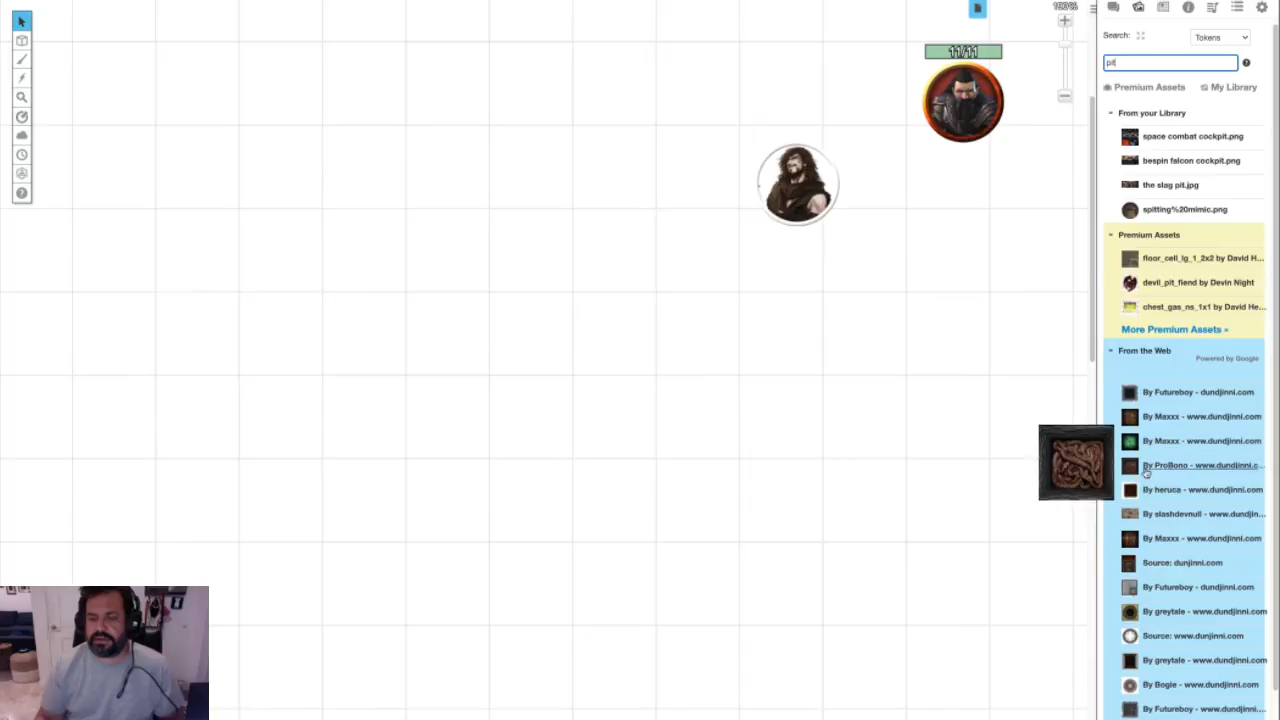 150%
11/11
Search:
Tokens
pit
Premium Assets
My Library
From your Library
space combat cockpit.png
bespin falcon cockpit.png
the slag pit.jpg
spitting%20mimic.png
Premium Assets
floor_cell_lg_1_2x2 by David H...
devil_pit_fiend by Devin Night
chest_gas_ns_1x1 by David He...
More Premium Assets »
From the Web
Powered by Google
By Futureboy - dundjinni.com
By Maxxx - www.dundjinni.com
By Maxxx - www.dundjinni.com
By ProBono - www.dundjinni.c...
By heruca - www.dundjinni.com
By slashdevnull - www.dundjin...
By Maxxx - www.dundjinni.com
Source: dunjinni.com
By Futureboy - dundjinni.com
By greytale - www.dundjinni.com
Source: www.dunjinni.com
By greytale - www.dundjinni.com
By Bogie - www.dundjinni.com
By Futureboy - www.dundjinni....